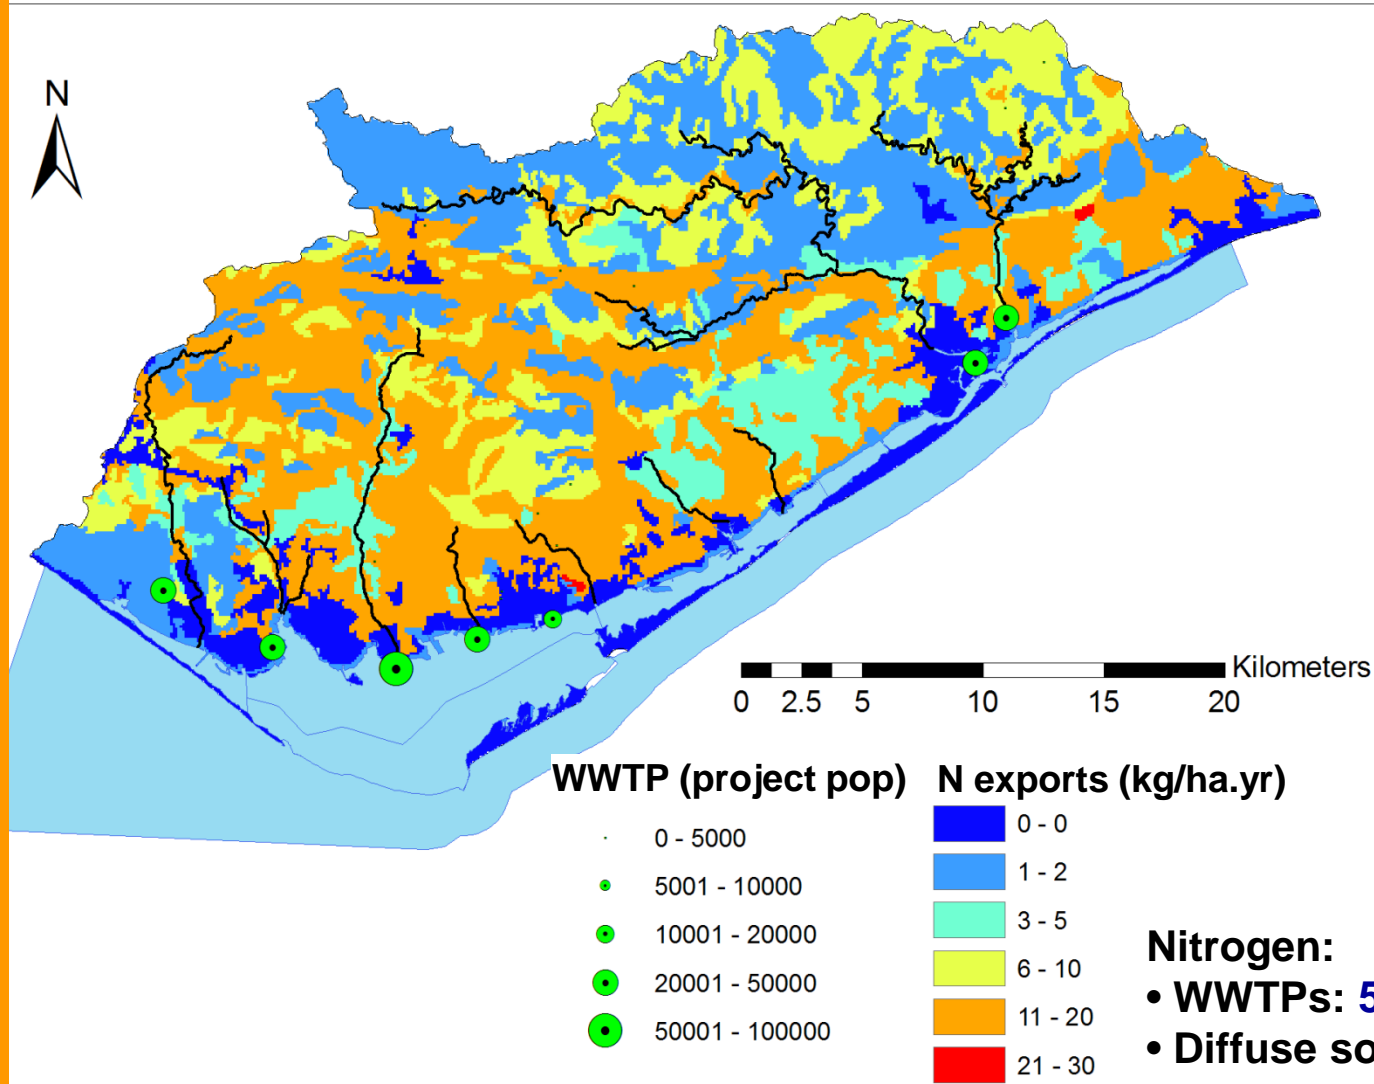 N
Kilometers
0 2.5 5 10 15 20
WWTP (project pop)
0 - 5000
5001 - 10000
10001 - 20000
20001 - 50000
50001 - 100000
N exports (kg/ha.yr)
0 - 0
1 - 2
3 - 5
6 - 10
11 - 20
21 - 30
Nitrogen:
• WWTPs: 5
• Diffuse so